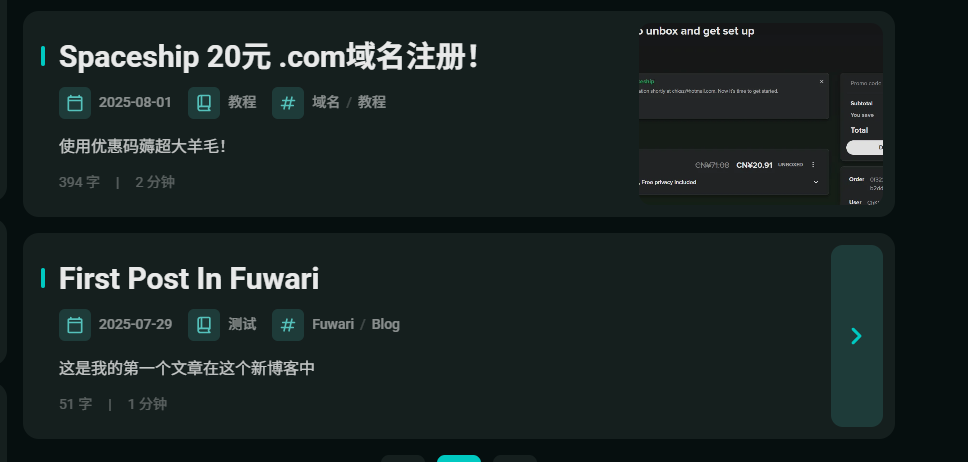 Spaceship 20元 .com域名注册！
2025-08-01 教程 # 域名 / 教程
使用优惠码薅超大羊毛！
394 字 | 2 分钟
unbox and get set up
Promo code
Subtotal
You save
Total
CN¥71.08 CN¥20.91 UNBOXED
Free privacy included
Order
User
First Post In Fuwari
2025-07-29 测试 # Fuwari / Blog
这是我的第一个文章在这个新博客中
51 字 | 1 分钟